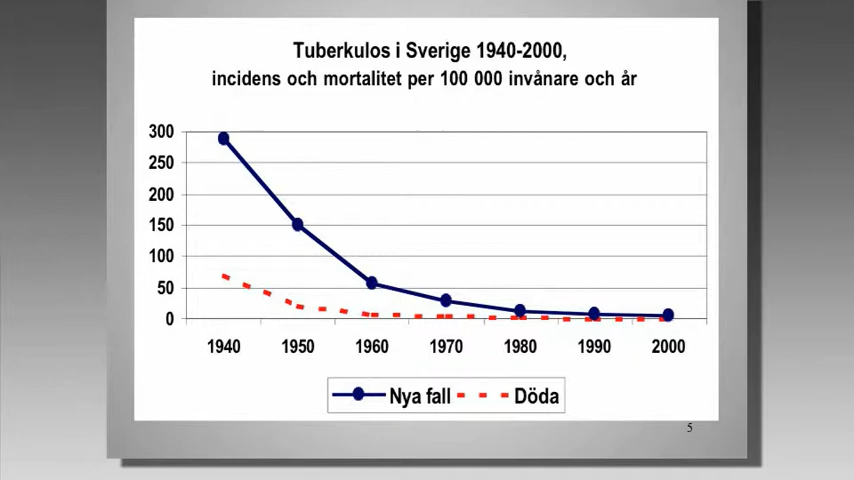 Tuberkulos i Sverige 1940-2000,
incidens och mortalitet per 100 000 invånare och år
300
250
200
150
100
50
0
1940 1950 1960 1970 1980 1990 2000
Nya fall Döda
5